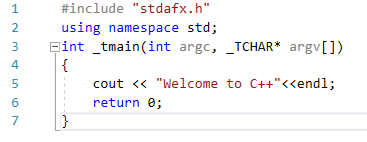 1 #include "stdafx.h"
2 using namespace std;
3 int _tmain(int argc, _TCHAR* argv[])
4 {
5 cout << "Welcome to C++"<<endl;
6 return 0;
7 }